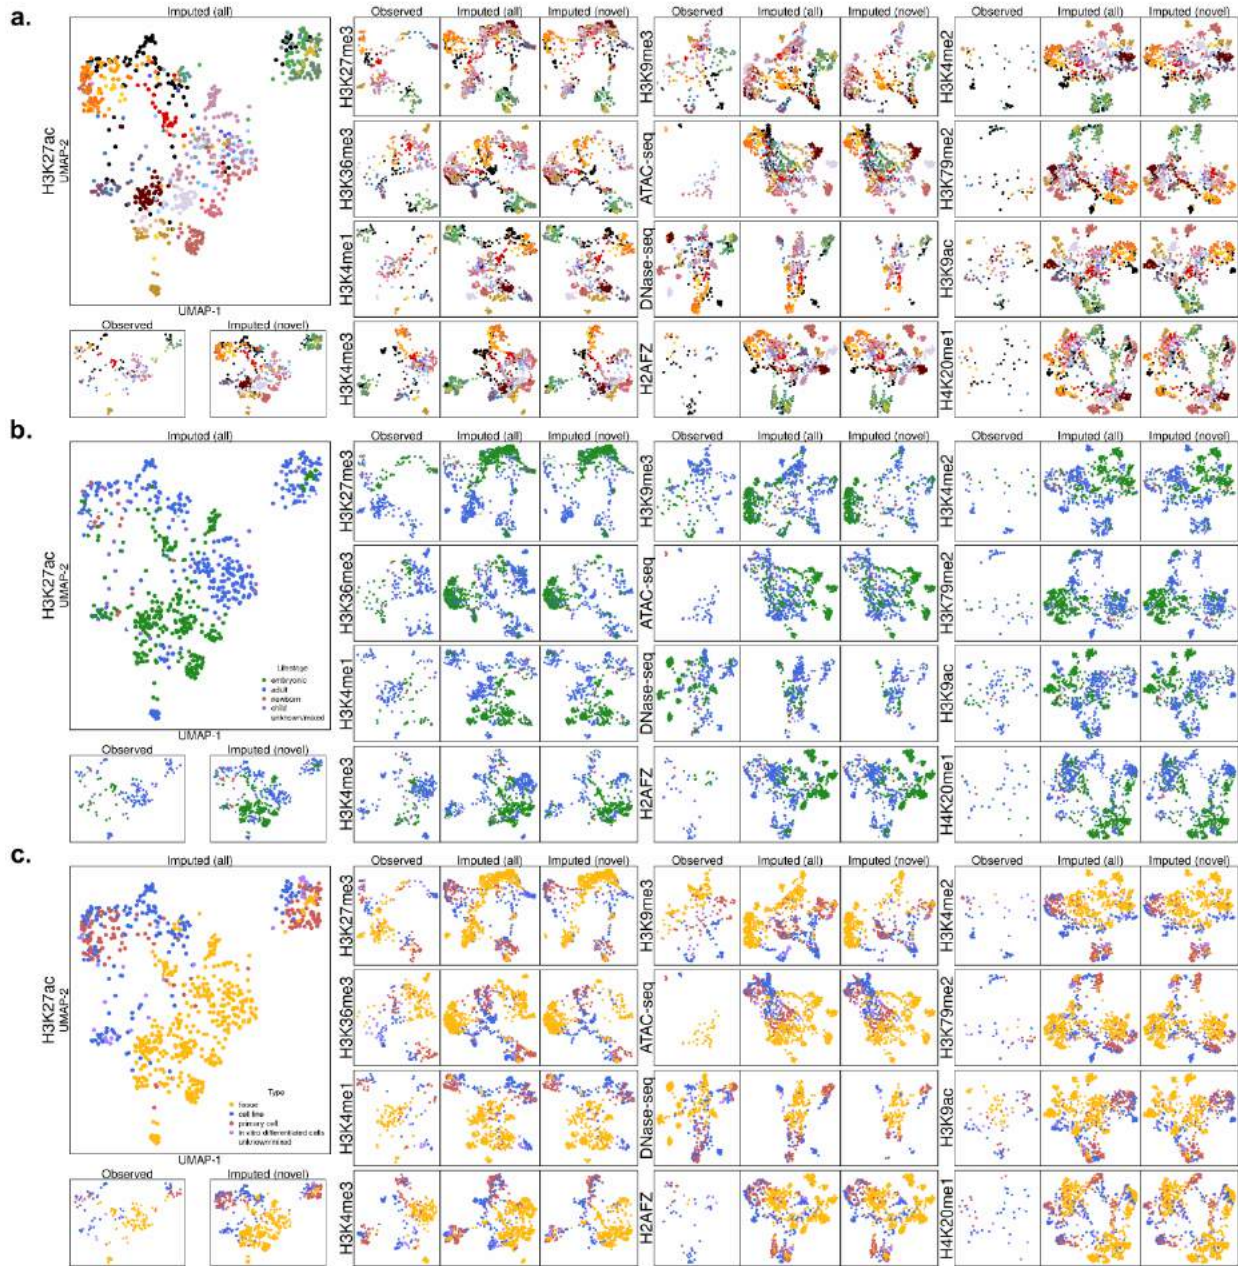 a.
Imputed (all)
H3K27ac
UMAP-2
UMAP-1
Observed Imputed (novel)
Observed Imputed (all) Imputed (novel)
H3K27me3
H3K36me3
H3K4me1
H3K4me3
Observed Imputed (all) Imputed (novel)
H3K9me3
ATAC-seq
DNase-seq
H2AFZ
Observed Imputed (all) Imputed (novel)
H3K4me2
H3K79me2
H3K9ac
H4K20me1
b.
Imputed (all)
H3K27ac
UMAP-2
Lifestage
embryonic
adult
newborn
child
unknown/mixed
UMAP-1
Observed Imputed (novel)
Observed Imputed (all) Imputed (novel)
H3K27me3
H3K36me3
H3K4me1
H3K4me3
Observed Imputed (all) Imputed (novel)
H3K9me3
ATAC-seq
DNase-seq
H2AFZ
Observed Imputed (all) Imputed (novel)
H3K4me2
H3K79me2
H3K9ac
H4K20me1
c.
Imputed (all)
H3K27ac
UMAP-2
Type
tissue
cell line
primary cell
in vitro differentiated cells
unknown/mixed
UMAP-1
Observed Imputed (novel)
Observed Imputed (all) Imputed (novel)
H3K27me3
H3K36me3
H3K4me1
H3K4me3
Observed Imputed (all) Imputed (novel)
H3K9me3
ATAC-seq
DNase-seq
H2AFZ
Observed Imputed (all) Imputed (novel)
H3K4me2
H3K79me2
H3K9ac
H4K20me1